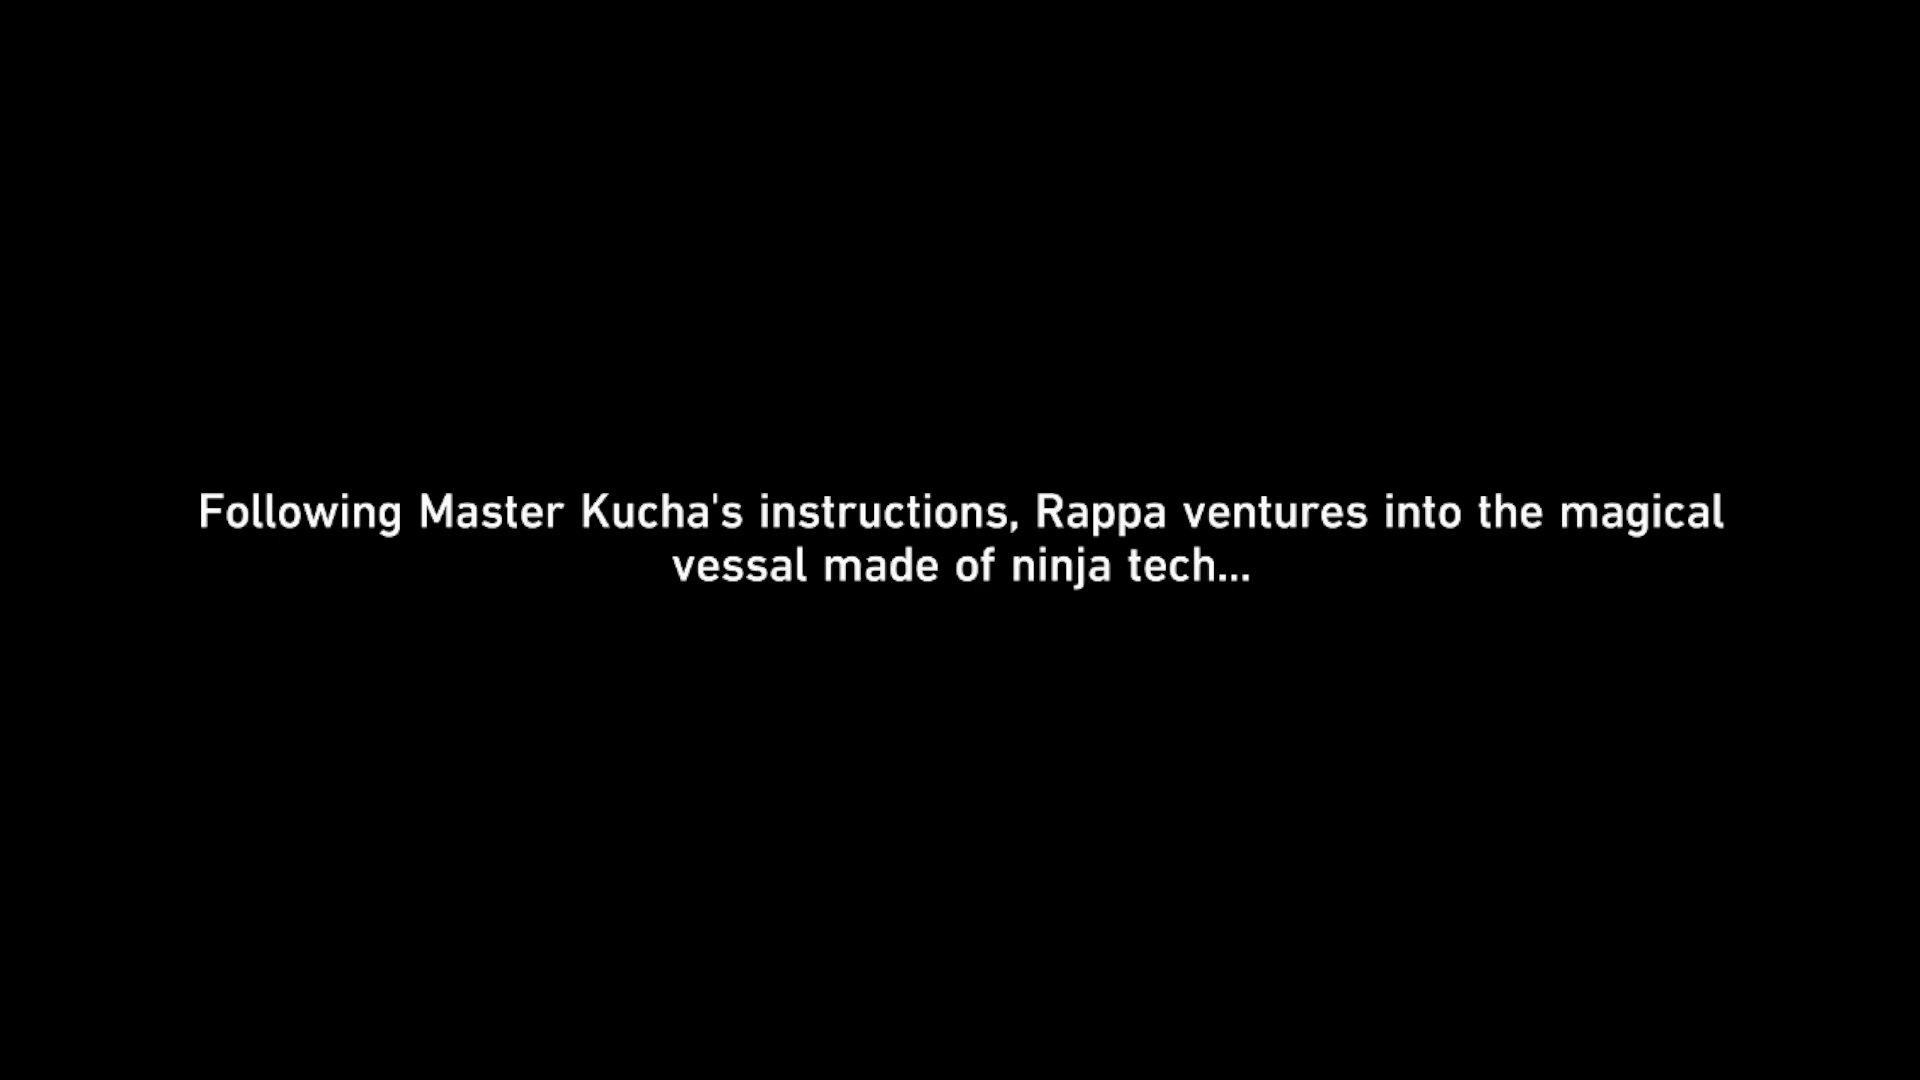 Following Master Kucha's instructions, Rappa ventures into the magical
vessal made of ninja tech...